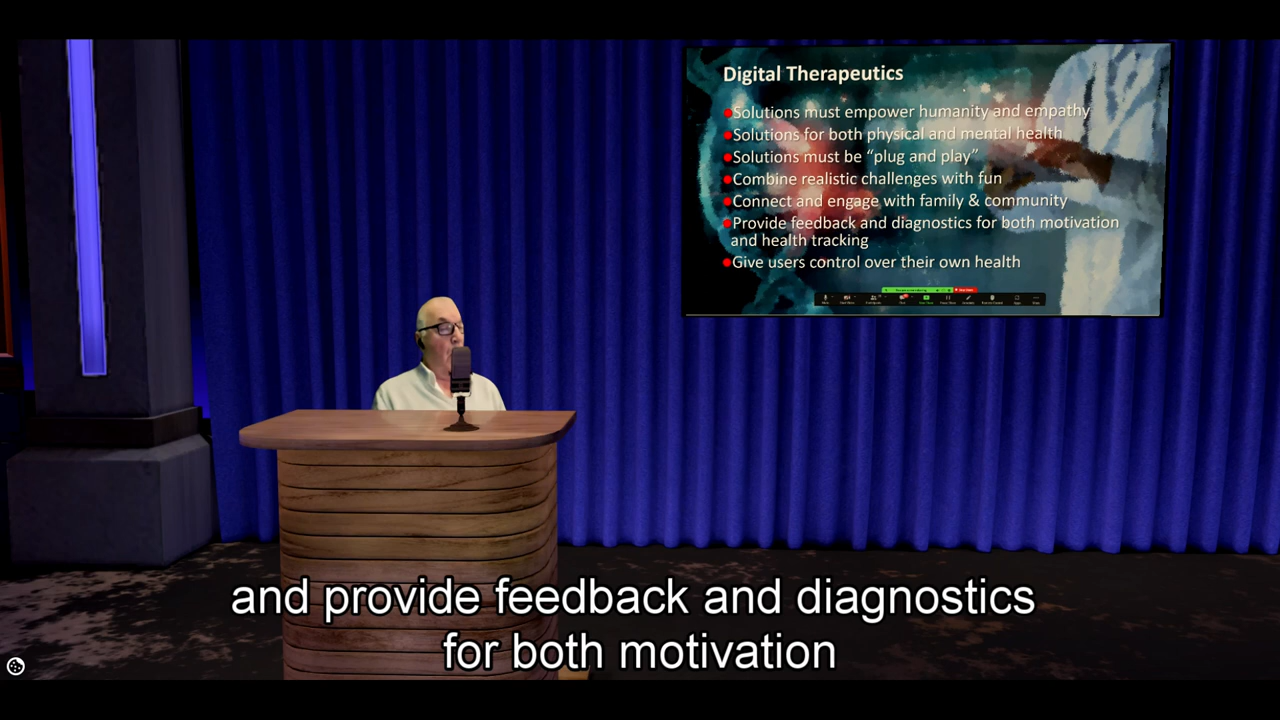 Digital Therapeutics
Solutions must empower humanity and empathy
Solutions for both physical and mental health
Solutions must be “plug and play”
Combine realistic challenges with fun
Connect and engage with family & community
Provide feedback and diagnostics for both motivation
and health tracking
Give users control over their own health
and provide feedback and diagnostics
for both motivation